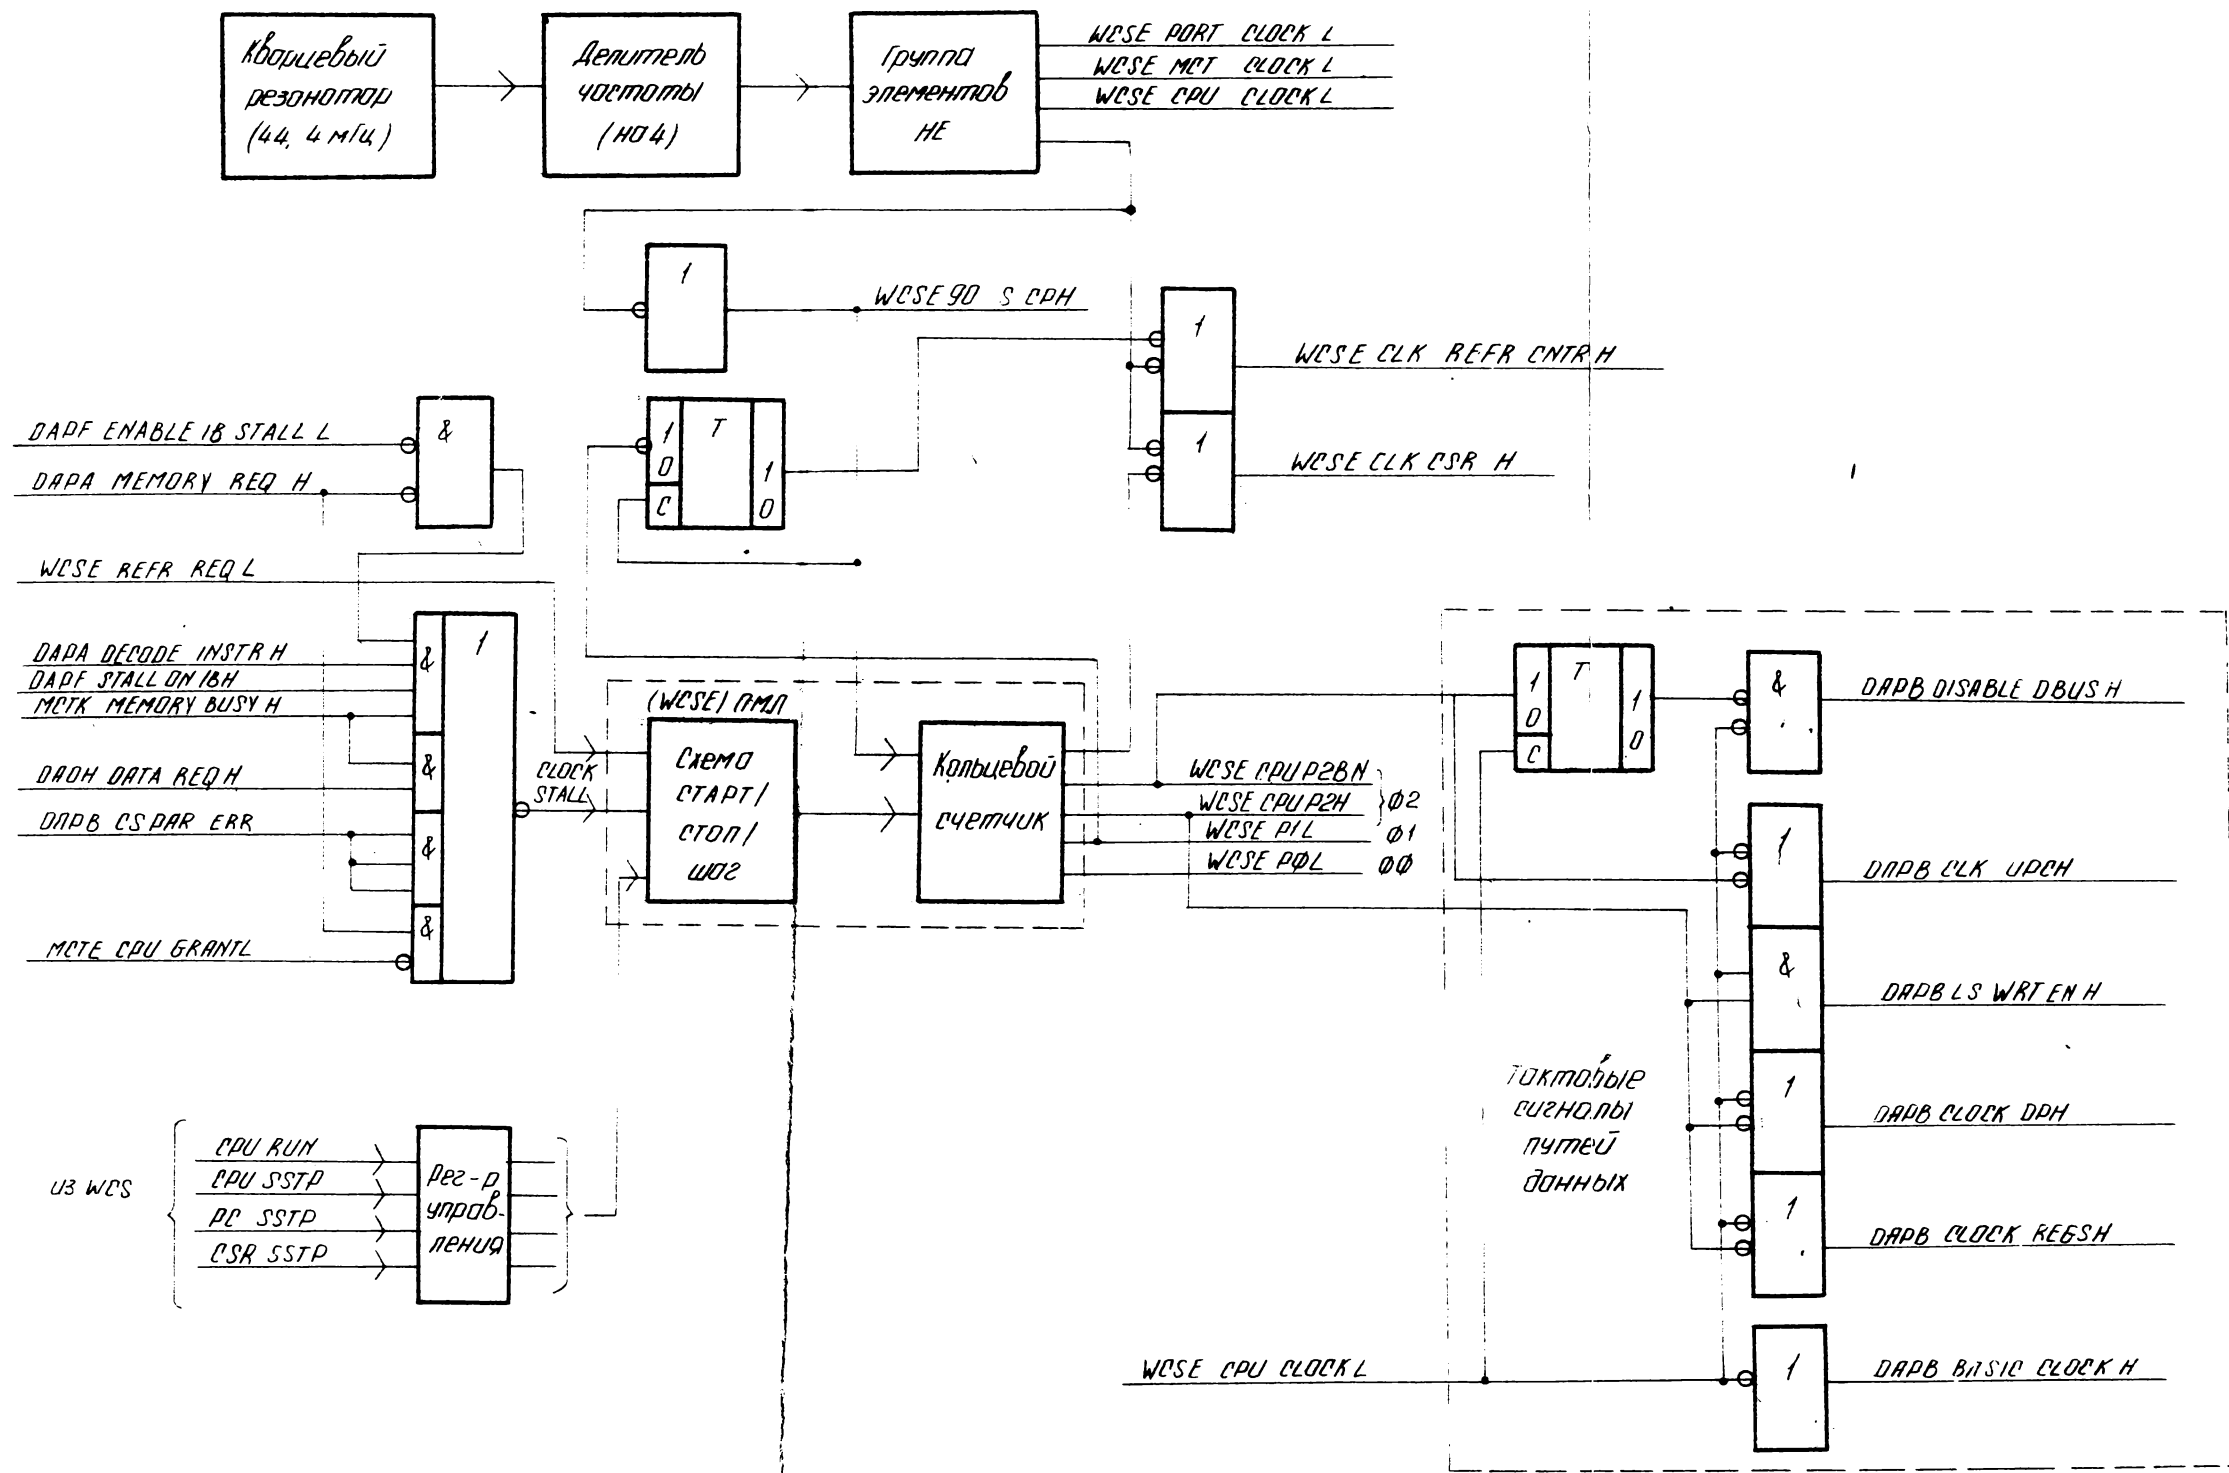 Кварцевый
резонатор
(44, 4 мГц)
Делитель
частоты
(на 4)
Группа
элементов
НЕ
WCSE PORT CLOCK L
WCSE MCT CLOCK L
WCSE CPU CLOCK L
1
WCSE 90 S CPH
1
WCSE CLK REFR CNTR H
1
WCSE CLK CSR H
DAPF ENABLE IB STALL L
DAPA MEMORY REQ H
&
1
0
C
T
1
0
WCSE REFR REQ L
DAPA DECODE INSTR H
DAPF STALL ON IBH
MCTK MEMORY BUSY H
DAOH DATA REQ H
DAPB CS PAR ERR
MCTE CPU GRANTL
&
&
&
&
1
CLOCK
STALL
(WCSE) ПМЛ
Схема
СТАРТ/
СТОП/
шаг
Кольцевой
счетчик
WCSE CPU P2B N
WCSE CPU P2H
ф2
WCSE P1L
ф1
WCSE PφL
фф
1
0
C
T
1
0
&
DAPB DISABLE DBUS H
1
DAPB CLK UPCH
&
DAPB LS WRT EN H
1
DAPB CLOCK DPH
1
DAPB CLOCK REGSH
Тактовые
сигналы
путей
данных
из WCS
CPU RUN
CPU SSTP
PC SSTP
CSR SSTP
Рег-р
управ-
ления
WCSE CPU CLOCK L
1
DAPB BASIC CLOCK H